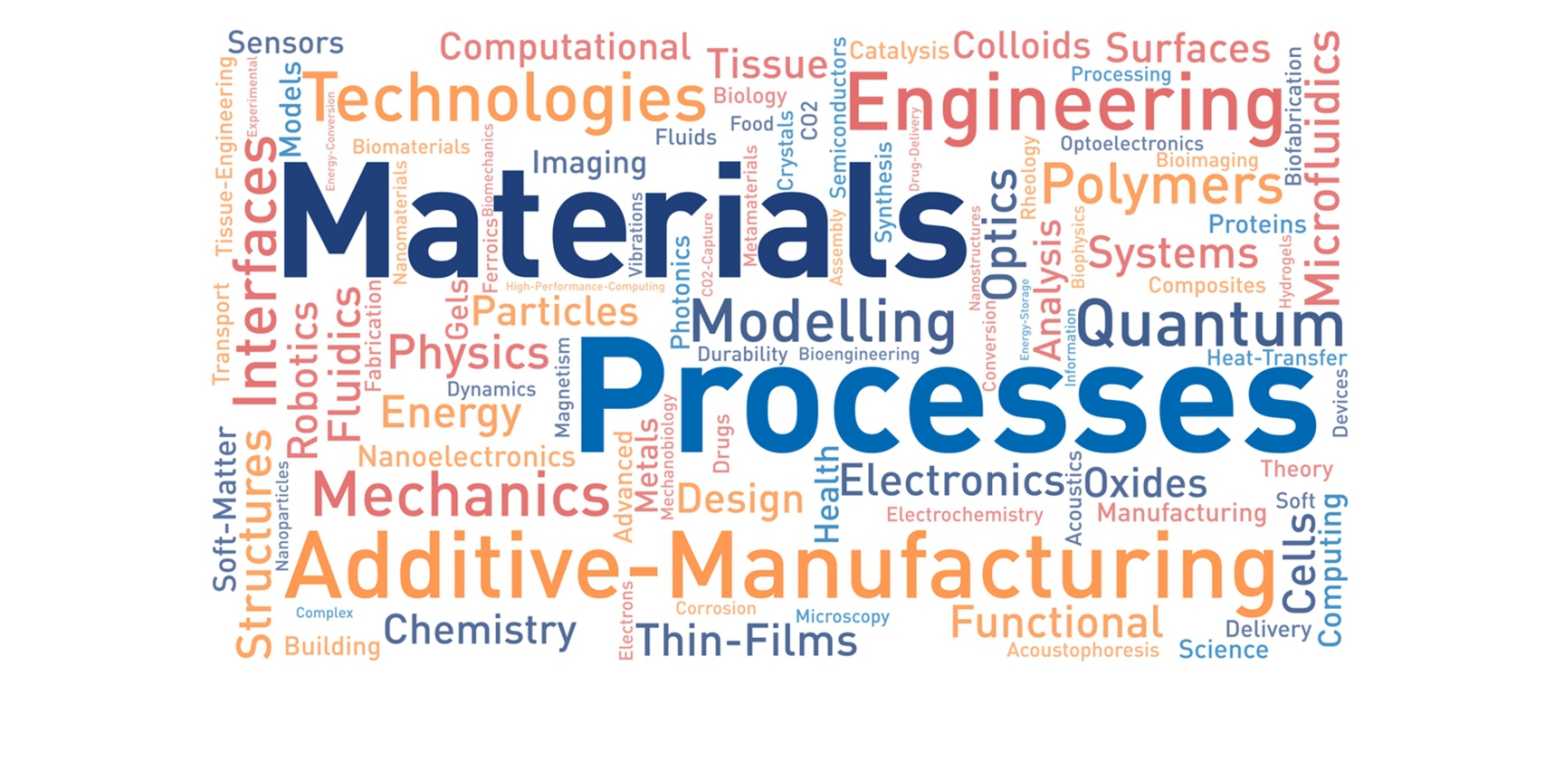 Sensors
Computational
Tissue
Catalysis
Colloids
Surfaces
Tissue-Engineering
Experimental
Models
Technologies
Biology
Semiconductors
Engineering
Processing
Biofabrication
Microfluidics
Energy-Conversion
Biomaterials
Fluids
Food
CO2
Crystals
Drug-Delivery
Optoelectronics
Bioimaging
Interfaces
Materials
Nanomaterials
Biomechanics
Imaging
Metamaterials
Synthesis
Rheology
Polymers
Ferroics
Vibrations
CO2-Capture
Assembly
Optics
Biophysics
Proteins
Systems
Nanostructures
Analysis
Hydrogels
Composites
Transport
High-Performance-Computing
Photonics
Energy-Storage
Robotics
Fluidics
Fabrication
Gels
Particles
Modelling
Conversion
Information
Quantum
Physics
Durability
Bioengineering
Heat-Transfer
Dynamics
Magnetism
Processes
Devices
Energy
Soft-Matter
Structures
Nanoparticles
Nanoelectronics
Advanced
Metals
Mechanobiology
Drugs
Health
Electronics
Acoustics
Oxides
Theory
Mechanics
Design
Electrochemistry
Manufacturing
Soft
Cells
Computing
Additive-Manufacturing
Complex
Building
Chemistry
Electrons
Corrosion
Thin-Films
Microscopy
Functional
Acoustophoresis
Delivery
Science